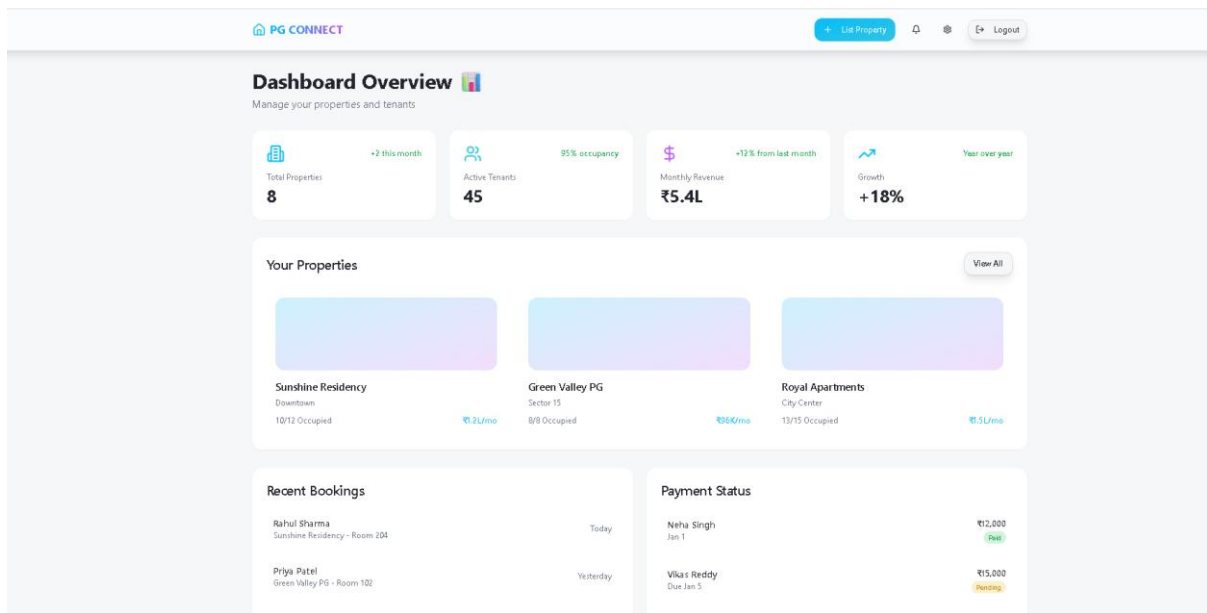 PG CONNECT
+ List Property
Logout
Dashboard Overview
Manage your properties and tenants
+2 this month
Total Properties
8
95% occupancy
Active Tenants
45
+12% from last month
Monthly Revenue
₹5.4L
Year over year
Growth
+18%
Your Properties
View All
Sunshine Residency
Downtown
10/12 Occupied
₹1.2L/mo
Green Valley PG
Sector 15
8/8 Occupied
₹96K/mo
Royal Apartments
City Center
13/15 Occupied
₹1.5L/mo
Recent Bookings
Rahul Sharma
Sunshine Residency - Room 204
Today
Priya Patel
Green Valley PG - Room 102
Yesterday
Payment Status
Neha Singh
Jan 1
₹12,000
Paid
Vikas Reddy
Due Jan 5
₹15,000
Pending